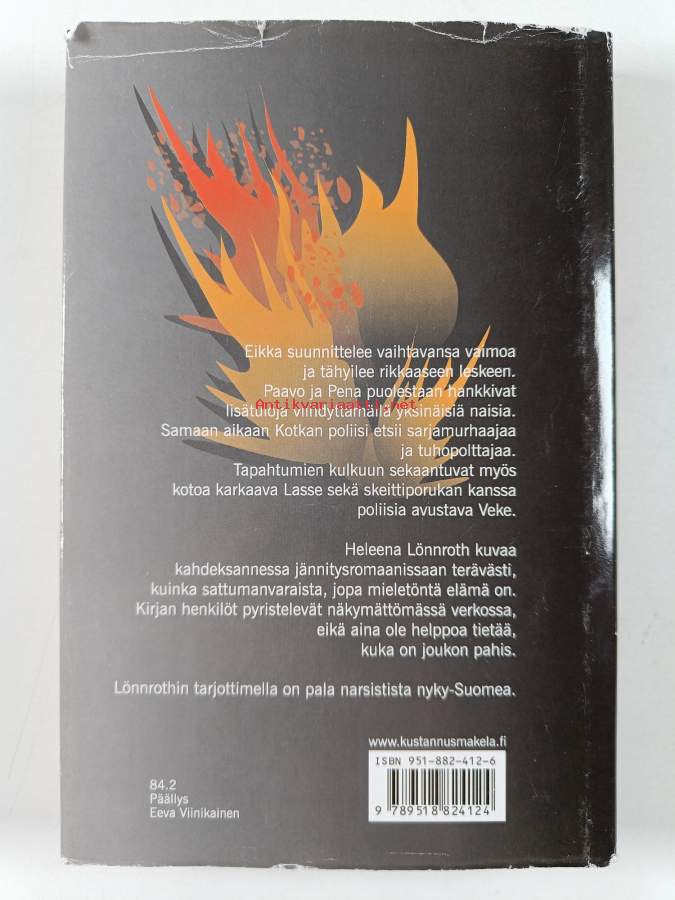 Eikka suunnittelee vaihtavansa vaimoa
ja tähyilee rikkaaseen leskeen.
Paavo ja Pena puolestaan hankkivat
Antikvariaatti.net
lisätuloja viihdyttämällä yksinäisiä naisia.
Samaan aikaan Kotkan poliisi etsii sarjamurhaajaa
ja tuhopolttajaa.
Tapahtumien kulkuun sekaantuvat myös
kotoa karkaava Lasse sekä skeittiporukan kanssa
poliisia avustava Veke.
Heleena Lönnroth kuvaa
kahdeksannessa jännitysromaanissaan terävästi,
kuinka sattumanvaraista, jopa mieletöntä elämä on.
Kirjan henkilöt pyristelevät näkymättömässä verkossa,
eikä aina ole helppoa tietää,
kuka on joukon pahis.
Lönnrothin tarjottimella on pala narsistista nyky-Suomea.
www.kustannusmakela.fi
ISBN 951-882-412-6
84.2
Päällys
Eeva Viinikainen
9 789518 824124